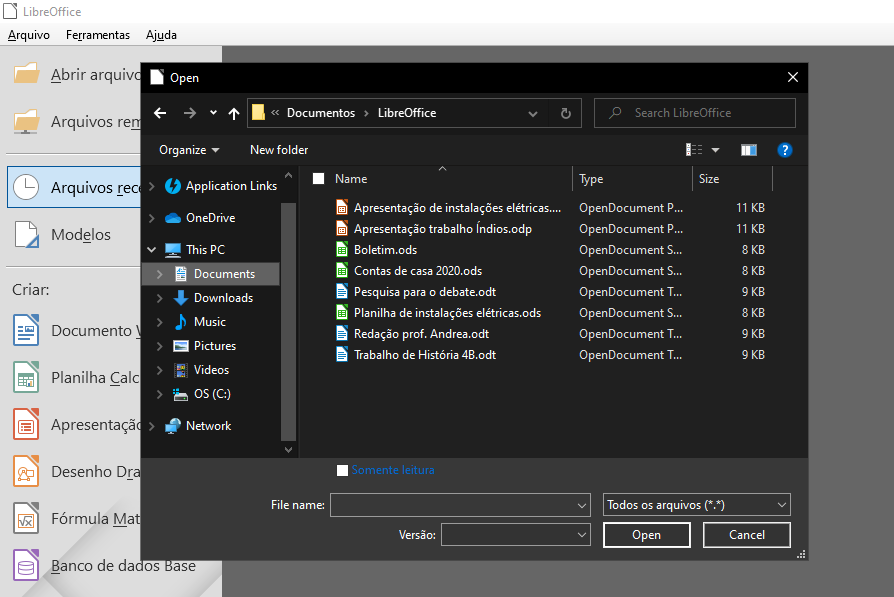 LibreOffice
Arquivo Ferramentas Ajuda
Abrir arquivo
Arquivos rem
Arquivos rece
Modelos
Criar:
Documento W
Planilha Calc
Apresentação
Desenho Dra
Fórmula Mat
Banco de dados Base
Open
« Documentos › LibreOffice
Search LibreOffice
Organize New folder
Application Links
OneDrive
This PC
Documents
Downloads
Music
Pictures
Videos
OS (C:)
Network
Name Type Size
Apresentação de instalações elétricas.... OpenDocument P... 11 KB
Apresentação trabalho Índios.odp OpenDocument P... 11 KB
Boletim.ods OpenDocument S... 8 KB
Contas de casa 2020.ods OpenDocument S... 8 KB
Pesquisa para o debate.odt OpenDocument T... 9 KB
Planilha de instalações elétricas.ods OpenDocument S... 8 KB
Redação prof. Andrea.odt OpenDocument T... 9 KB
Trabalho de História 4B.odt OpenDocument T... 9 KB
Somente leitura
File name: Todos os arquivos (*.*)
Versão: Open Cancel